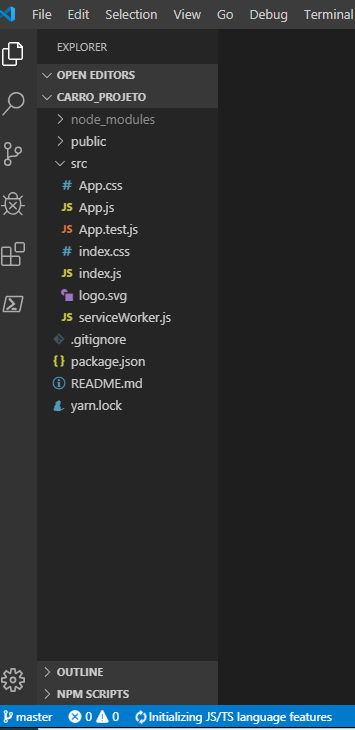 File Edit Selection View Go Debug Terminal
EXPLORER
OPEN EDITORS
CARRO_PROJETO
node_modules
public
src
# App.css
JS App.js
JS App.test.js
# index.css
JS index.js
logo.svg
JS serviceWorker.js
.gitignore
{} package.json
README.md
yarn.lock
OUTLINE
NPM SCRIPTS
master 0 0 Initializing JS/TS language features